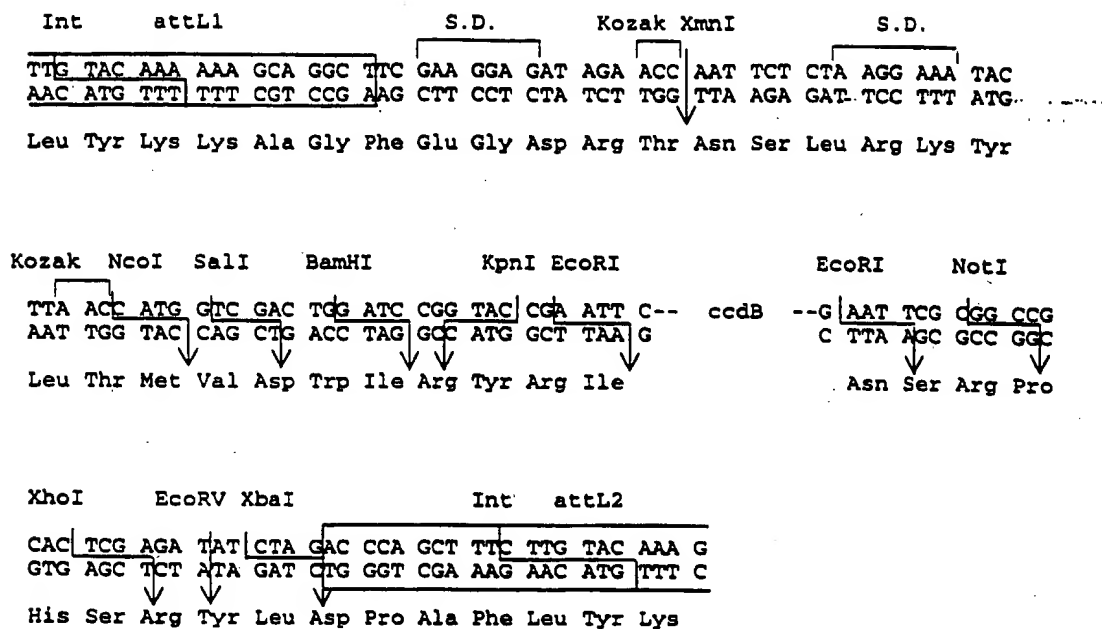 Int attL1 S.D. Kozak XmnI S.D.
TTG TAC AAA AAA GCA GGC TTC GAA GGA GAT AGA ACC AAT TCT CTA AGG AAA TAC
AAC ATG TTT TTT CGT CCG AAG CTT CCT CTA TCT TGG TTA AGA GAT TCC TTT ATG
Leu Tyr Lys Lys Ala Gly Phe Glu Gly Asp Arg Thr Asn Ser Leu Arg Lys Tyr
Kozak NcoI SalI BamHI KpnI EcoRI EcoRI NotI
TTA ACC ATG GTC GAC TGG ATC CGG TAC CGA ATT C-- ccdB --G AAT TCG CGG CCG
AAT TGG TAC CAG CTG ACC TAG GCC ATG GCT TAA G C TTA AGC GCC GGC
Leu Thr Met Val Asp Trp Ile Arg Tyr Arg Ile Asn Ser Arg Pro
XhoI EcoRV XbaI Int attL2
CAC TCG AGA TAT CTA GAC CCA GCT TTC TTG TAC AAA G
GTG AGC TCT ATA GAT CTG GGT CGA AAG AAC ATG TTT C
His Ser Arg Tyr Leu Asp Pro Ala Phe Leu Tyr Lys